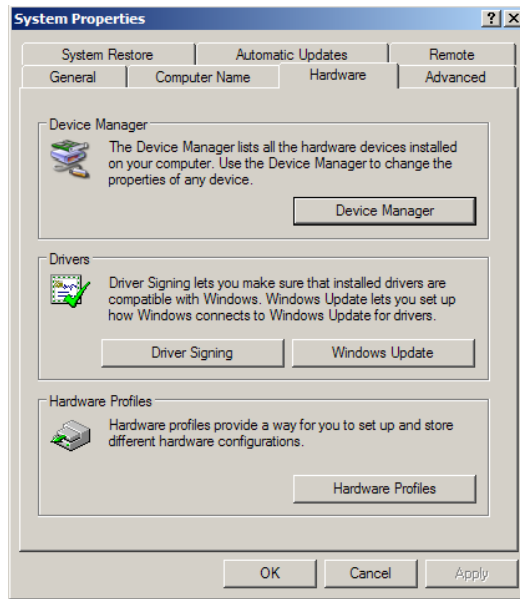 System Properties
System Restore
Automatic Updates
Remote
General
Computer Name
Hardware
Advanced
Device Manager
The Device Manager lists all the hardware devices installed
on your computer. Use the Device Manager to change the
properties of any device.
Device Manager
Drivers
Driver Signing lets you make sure that installed drivers are
compatible with Windows. Windows Update lets you set up
how Windows connects to Windows Update for drivers.
Driver Signing
Windows Update
Hardware Profiles
Hardware profiles provide a way for you to set up and store
different hardware configurations.
Hardware Profiles
OK
Cancel
Apply